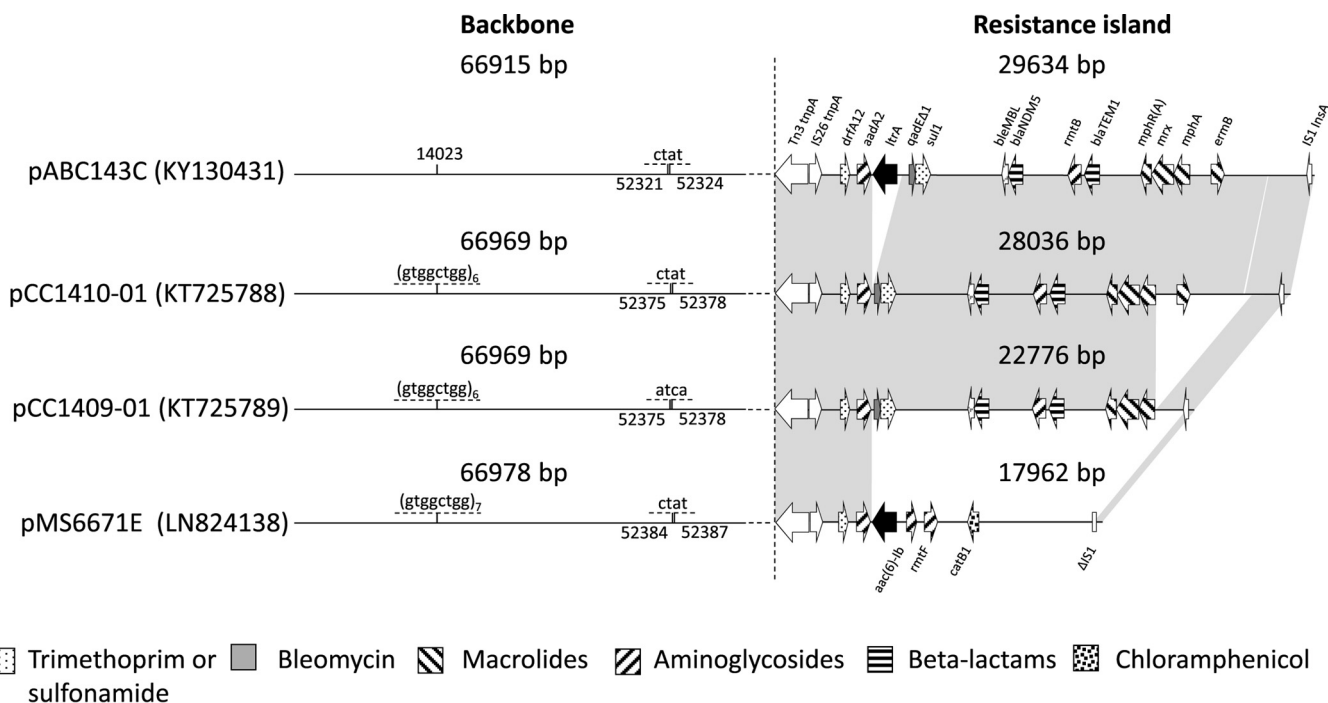 Backbone
Resistance island
66915 bp
29634 bp
Tn3 tnpA
IS26 tnpA
drfA12
aadA2
ltrA
qadEΔ1
sul1
bleMBL
blaNDM5
rmtB
blaTEM1
mphR(A)
mrx
mphA
ermB
IS1 InsA
pABC143C (KY130431)
14023
ctat
52321 52324
66969 bp
28036 bp
pCC1410-01 (KT725788)
(gtggctgg)6
ctat
52375 52378
66969 bp
22776 bp
pCC1409-01 (KT725789)
(gtggctgg)6
atca
52375 52378
66978 bp
17962 bp
pMS6671E (LN824138)
(gtggctgg)7
ctat
52384 52387
aac(6)-Ib
rmtF
catB1
ΔIS1
Trimethoprim or
sulfonamide
Bleomycin
Macrolides
Aminoglycosides
Beta-lactams
Chloramphenicol